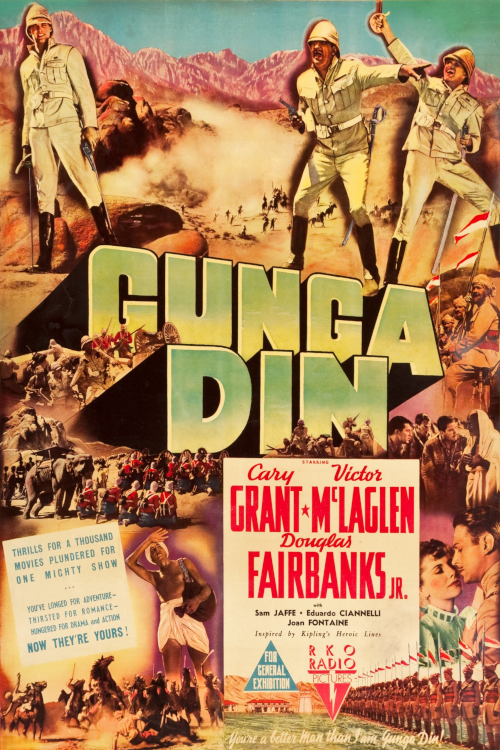 GUNGA
DIN
STARRING
Cary Victor
GRANT ★ McLAGLEN
Douglas
FAIRBANKS JR.
with
Sam JAFFE • Eduardo CIANNELLI
Joan FONTAINE
Inspired by Kipling's Heroic Lines
THRILLS FOR A THOUSAND
MOVIES PLUNDERED FOR
ONE MIGHTY SHOW
YOU'VE LONGED FOR ADVENTURE—
THIRSTED FOR ROMANCE—
HUNGERED FOR DRAMA and ACTION
NOW THEY'RE YOURS!
FOR
GENERAL
EXHIBITION
RKO
RADIO
PICTURES
"You're a better man than I am, Gunga Din!"